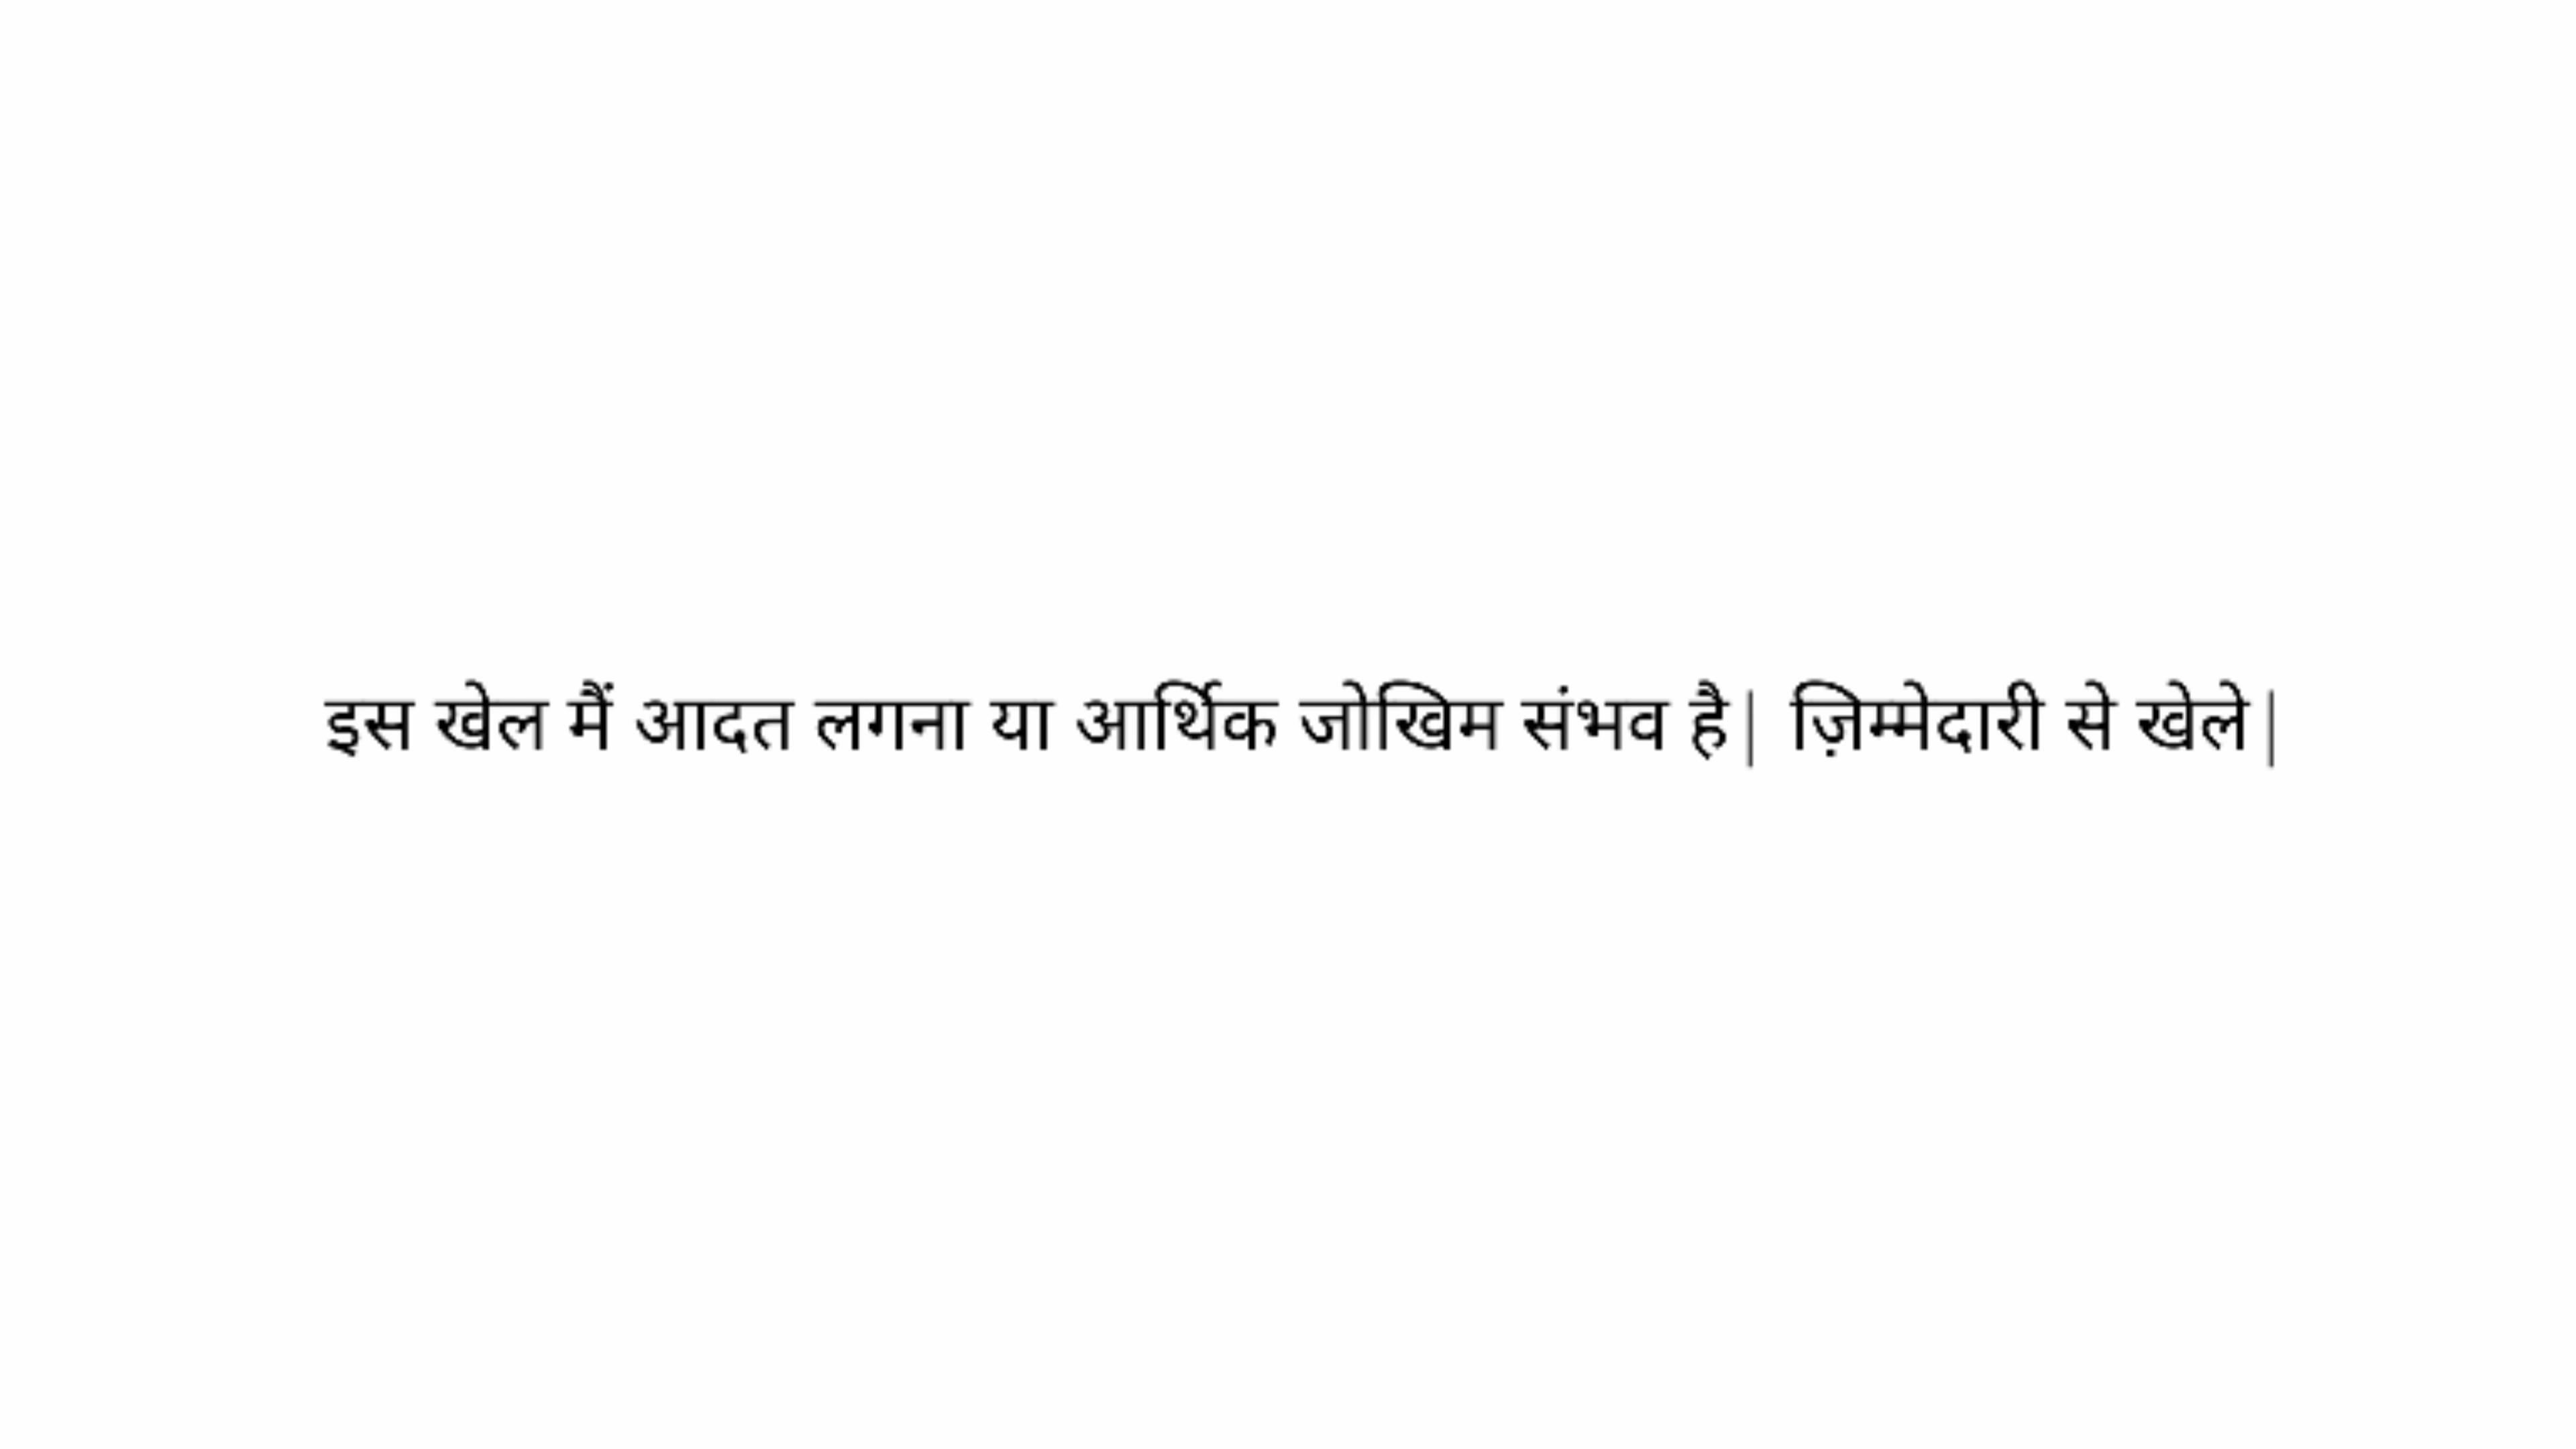 इस खेल मैं आदत लगना या आर्थिक जोखिम संभव है| ज़िम्मेदारी से खेले|